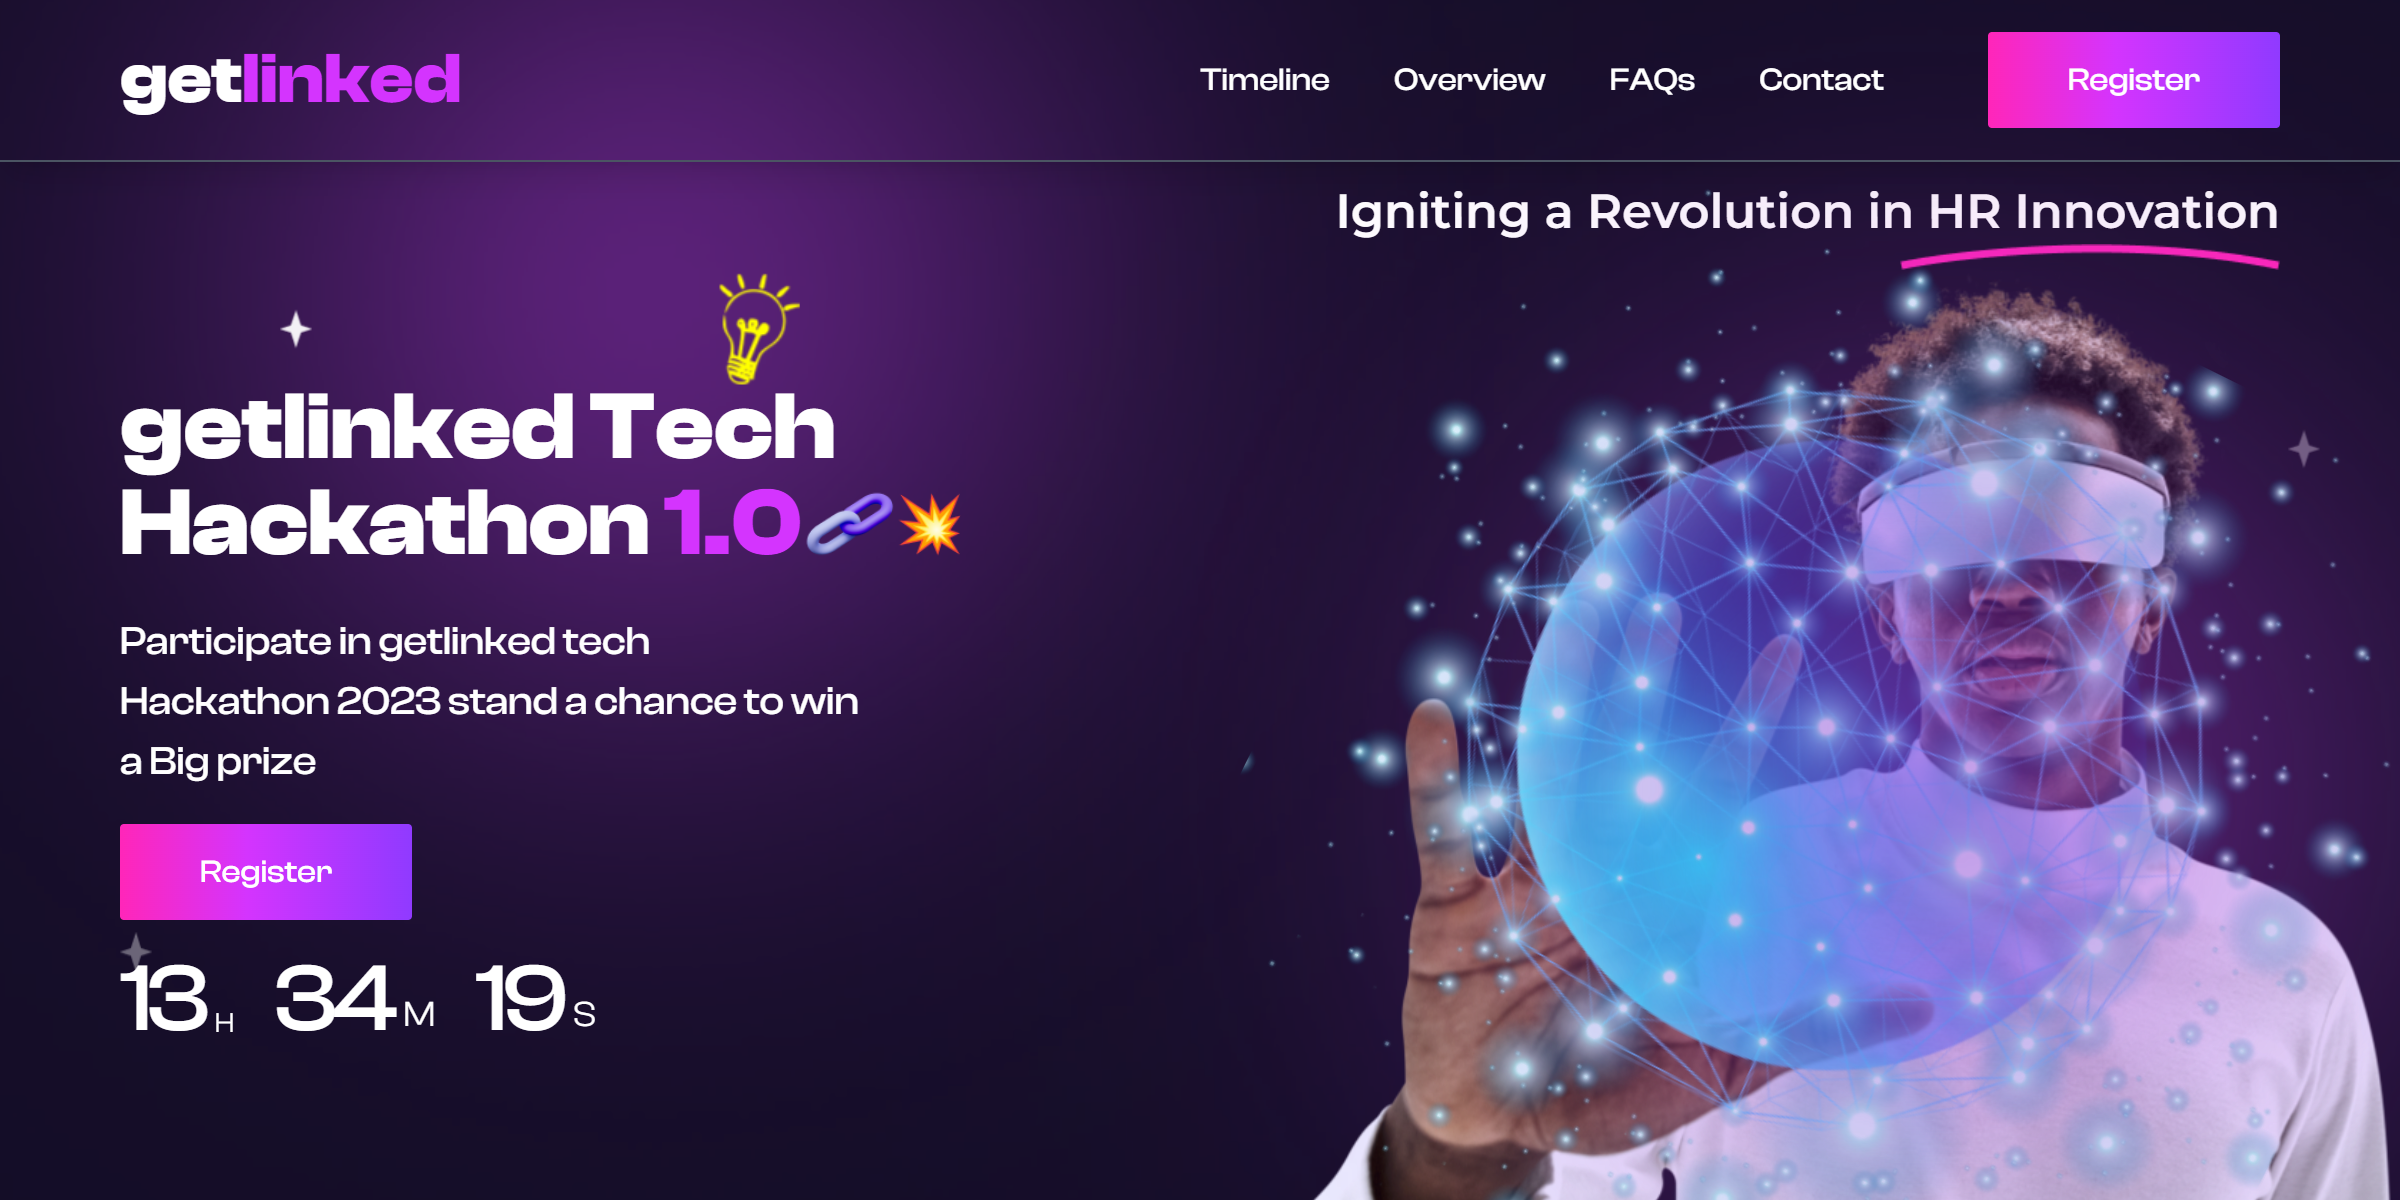 getlinked
Timeline
Overview
FAQs
Contact
Register
Igniting a Revolution in HR Innovation
getlinked Tech
Hackathon 1.0🔗💥
Participate in getlinked tech
Hackathon 2023 stand a chance to win
a Big prize
Register
13H 34M 19S